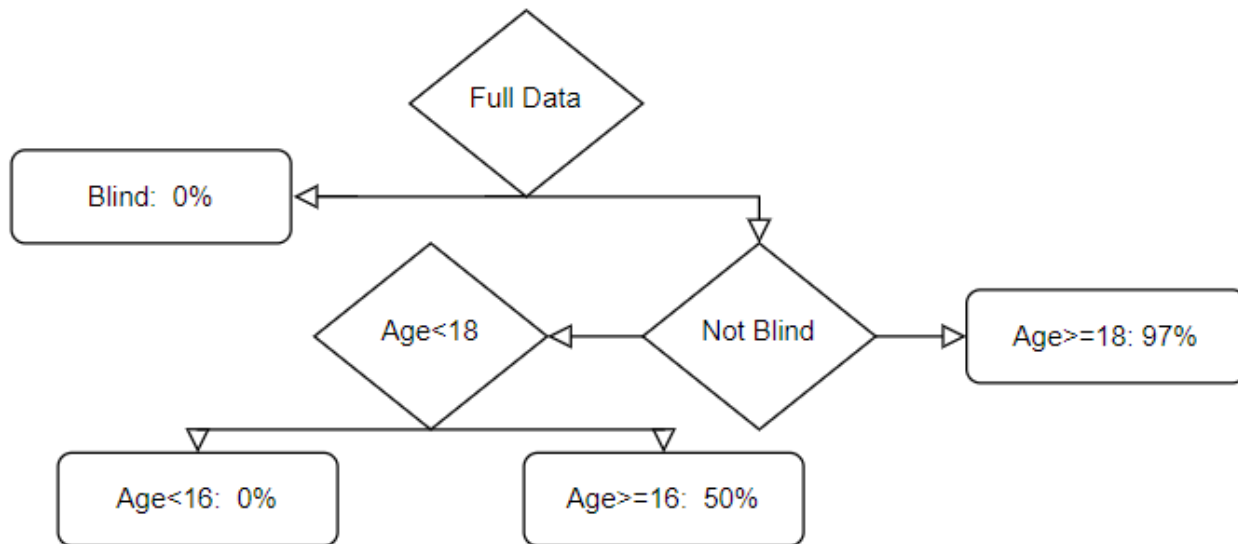 Full Data
Blind:  0%
Age<18
Not Blind
Age>=18: 97%
Age<16:  0%
Age>=16:  50%